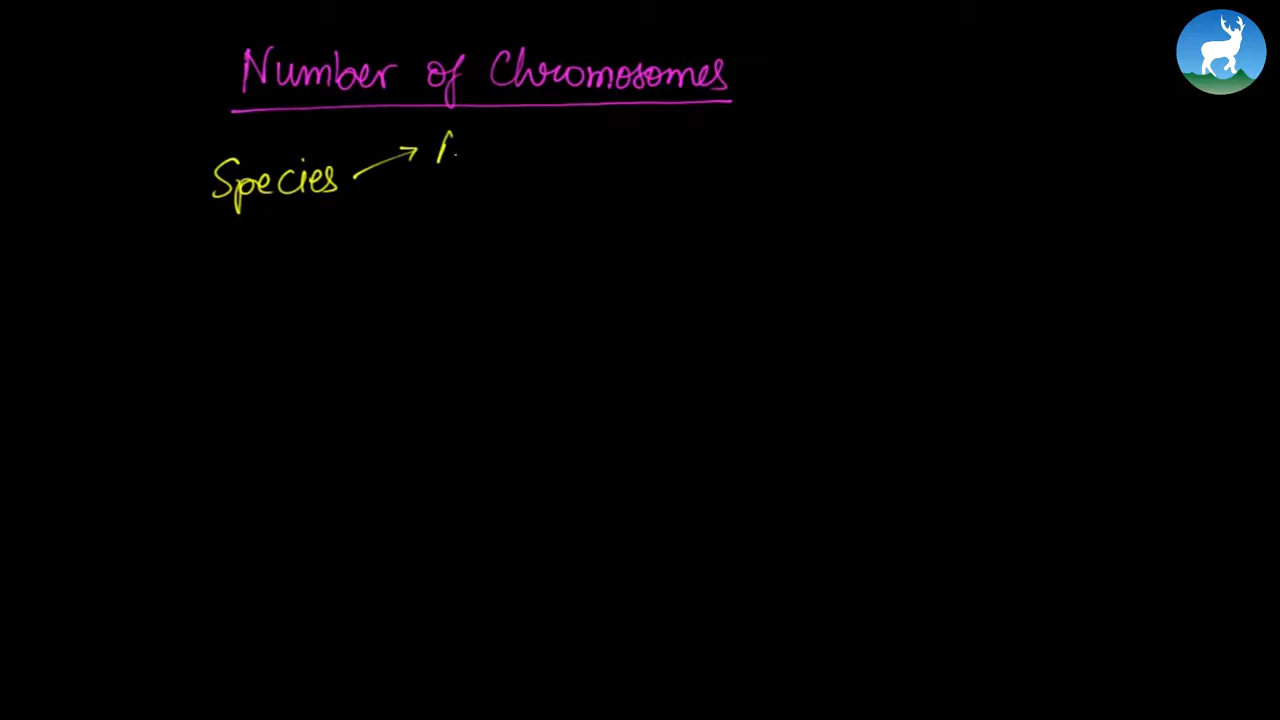 Number of Chromosomes
Species →